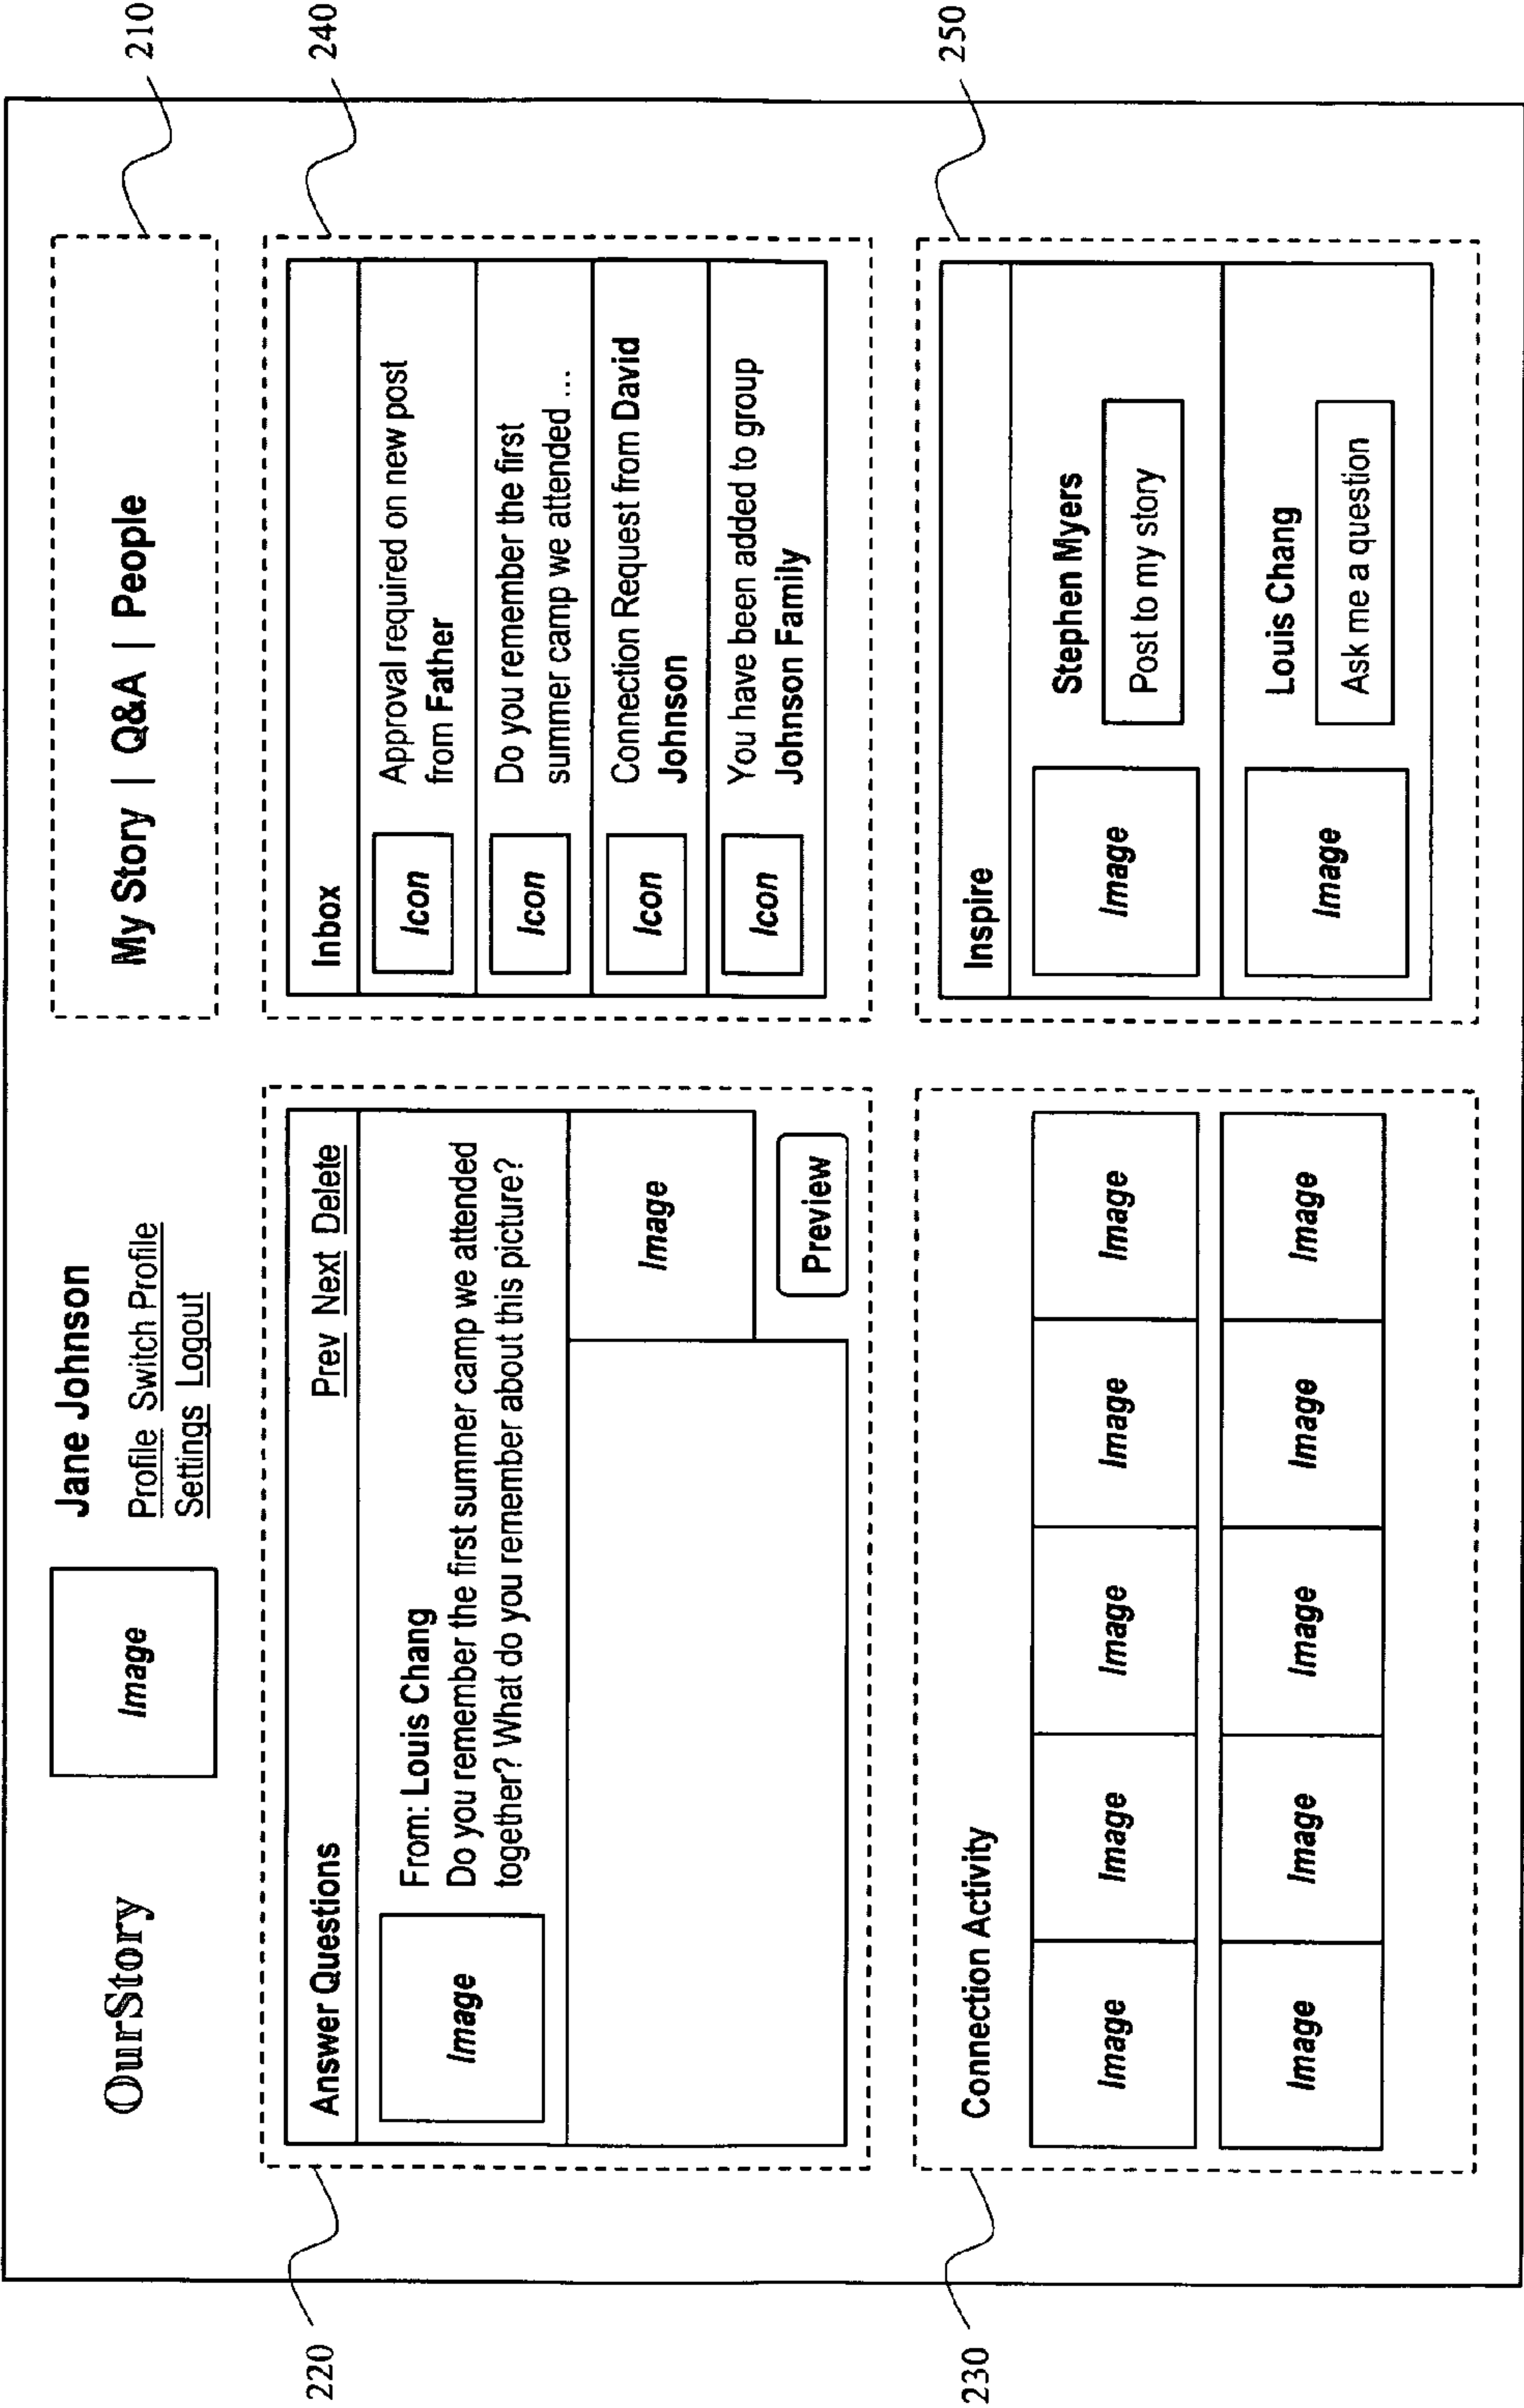 210
OurStory
Image
Jane Johnson
Profile Switch Profile
Settings Logout
My Story | Q&A | People
220
Answer Questions
Prev Next Delete
Image
From: Louis Chang
Do you remember the first summer camp we attended
together? What do you remember about this picture?
Image
Preview
240
Inbox
Icon
Approval required on new post
from Father
Icon
Do you remember the first
summer camp we attended ...
Icon
Connection Request from David
Johnson
Icon
You have been added to group
Johnson Family
230
Connection Activity
Image Image Image Image Image
Image Image Image Image Image
250
Inspire
Image
Stephen Myers
Post to my story
Image
Louis Chang
Ask me a question